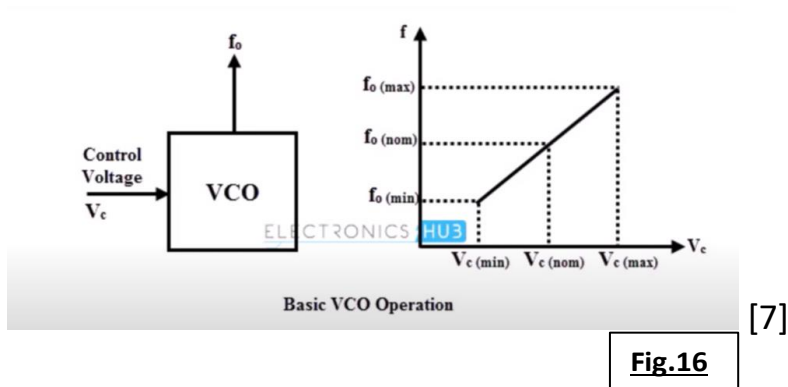 fo
Control
Voltage
Vc
VCO
f
fo (max)
fo (nom)
fo (min)
Vc (min) Vc (nom) Vc (max)
Vc
ELECTRONICS HUB
Basic VCO Operation
[7]
Fig.16